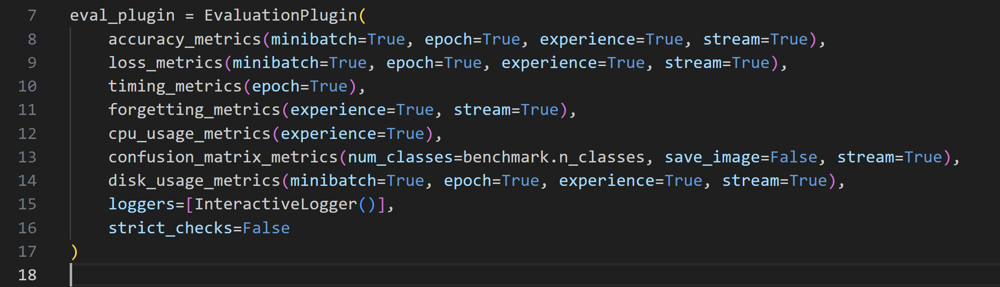 7 eval_plugin = EvaluationPlugin(
8     accuracy_metrics(minibatch=True, epoch=True, experience=True, stream=True),
9     loss_metrics(minibatch=True, epoch=True, experience=True, stream=True),
10     timing_metrics(epoch=True),
11     forgetting_metrics(experience=True, stream=True),
12     cpu_usage_metrics(experience=True),
13     confusion_matrix_metrics(num_classes=benchmark.n_classes, save_image=False, stream=True),
14     disk_usage_metrics(minibatch=True, epoch=True, experience=True, stream=True),
15     loggers=[InteractiveLogger()],
16     strict_checks=False
17 )
18